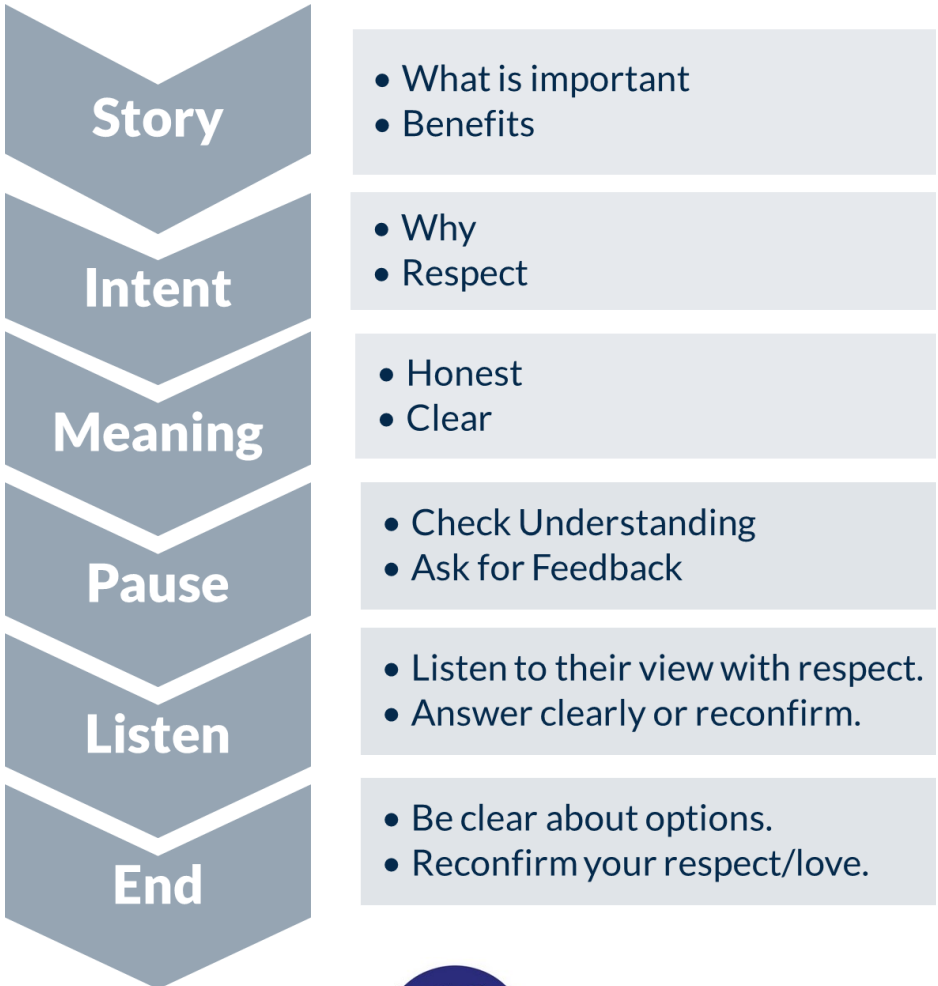 Story
• What is important
• Benefits
Intent
• Why
• Respect
Meaning
• Honest
• Clear
Pause
• Check Understanding
• Ask for Feedback
Listen
• Listen to their view with respect.
• Answer clearly or reconfirm.
End
• Be clear about options.
• Reconfirm your respect/love.